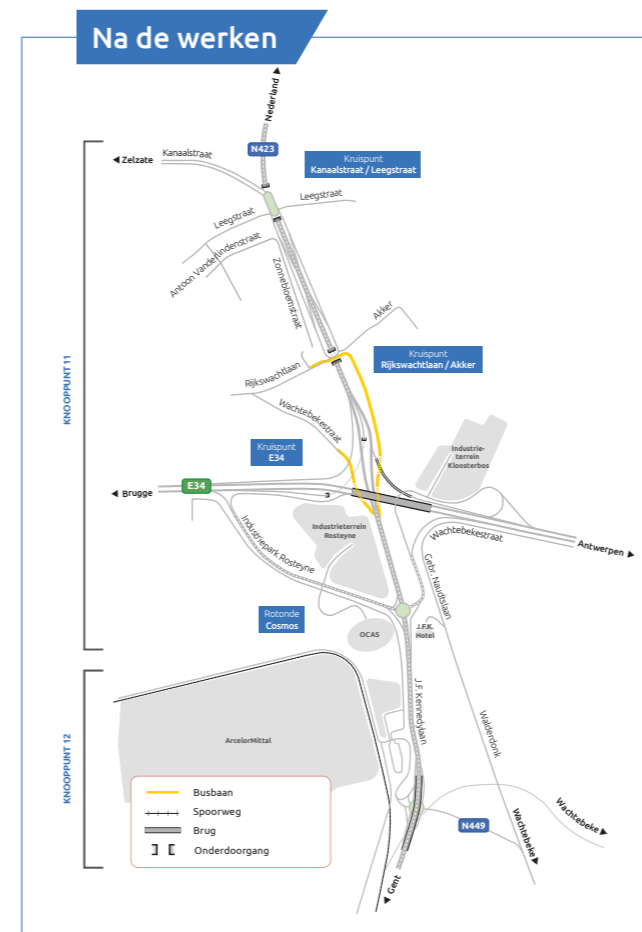 Na de werken
Nederland
N423
Zelzate
Kanaalstraat
Kruispunt
Kanaalstraat / Leegstraat
Leegstraat
Leegstraat
Antoon Vanderlindenstraat
Zonnebloemstraat
Akker
KNOOPPUNT 11
Kruispunt
Rijkswachtlaan / Akker
Rijkswachtlaan
Wachtebekestraat
Kruispunt
E34
Industrie-
terrein
Kloosterbos
E34
Brugge
Industrieterrein
Rosteyne
Wachtebekestraat
Antwerpen
Industriepark Rosteyne
Gebr. Naudtslaan
Rotonde
Cosmos
OCAS
J.F.K.
Hotel
J.F. Kennedylaan
Walderdonk
KNOOPPUNT 12
ArcelorMittal
Busbaan
Spoorweg
Brug
Onderdoorgang
N449
Wachtebeke
Wachtebeke
Gent